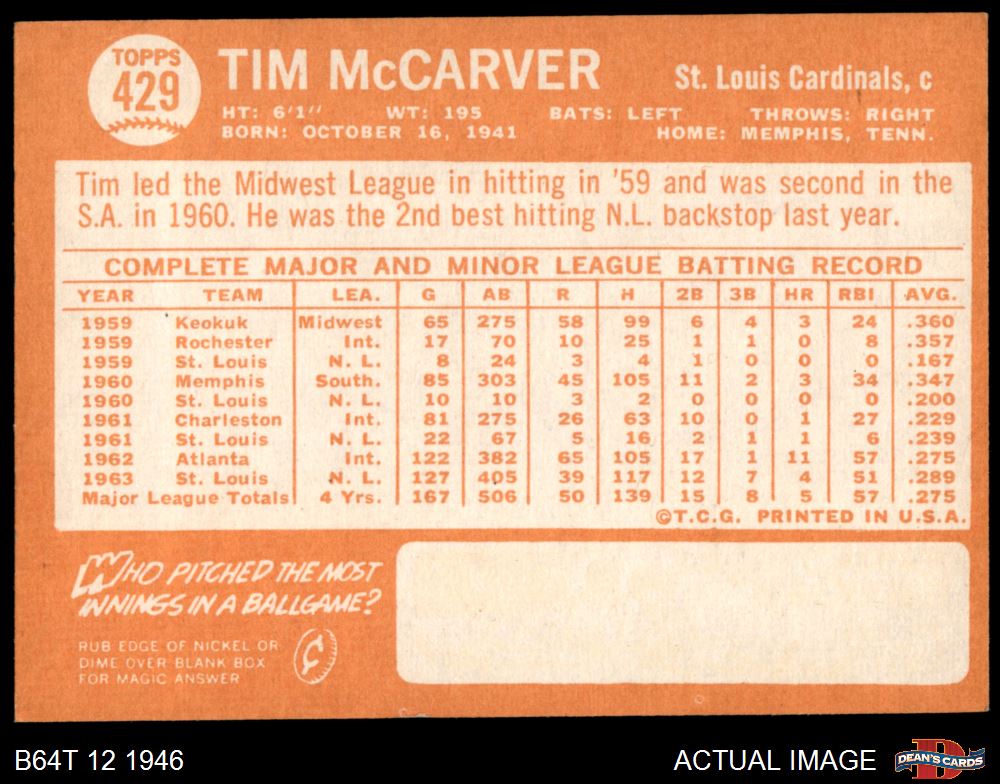 TOPPS
429
TIM McCARVER
St. Louis Cardinals, c
HT: 6'1" WT: 195 BATS: LEFT THROWS: RIGHT
BORN: OCTOBER 16, 1941 HOME: MEMPHIS, TENN.
Tim led the Midwest League in hitting in '59 and was second in the
S.A. in 1960. He was the 2nd best hitting N.L. backstop last year.
COMPLETE MAJOR AND MINOR LEAGUE BATTING RECORD
YEAR TEAM LEA. G AB R H 2B 3B HR RBI AVG.
1959 Keokuk Midwest 65 275 58 99 6 4 3 24 .360
1959 Rochester Int. 17 70 10 25 1 1 0 8 .357
1959 St. Louis N. L. 8 24 3 4 1 0 0 0 .167
1960 Memphis South. 85 303 45 105 11 2 3 34 .347
1960 St. Louis N. L. 10 10 3 2 0 0 0 0 .200
1961 Charleston Int. 81 275 26 63 10 0 1 27 .229
1961 St. Louis N. L. 22 67 5 16 2 1 1 6 .239
1962 Atlanta Int. 122 382 65 105 17 1 11 57 .275
1963 St. Louis N. L. 127 405 39 117 12 7 4 51 .289
Major League Totals 4 Yrs. 167 506 50 139 15 8 5 57 .275
©T.C.G. PRINTED IN U.S.A.
WHO PITCHED THE MOST
INNINGS IN A BALLGAME?
RUB EDGE OF NICKEL OR
DIME OVER BLANK BOX
FOR MAGIC ANSWER
¢
B64T 12 1946
ACTUAL IMAGE
D
DEAN'S CARDS